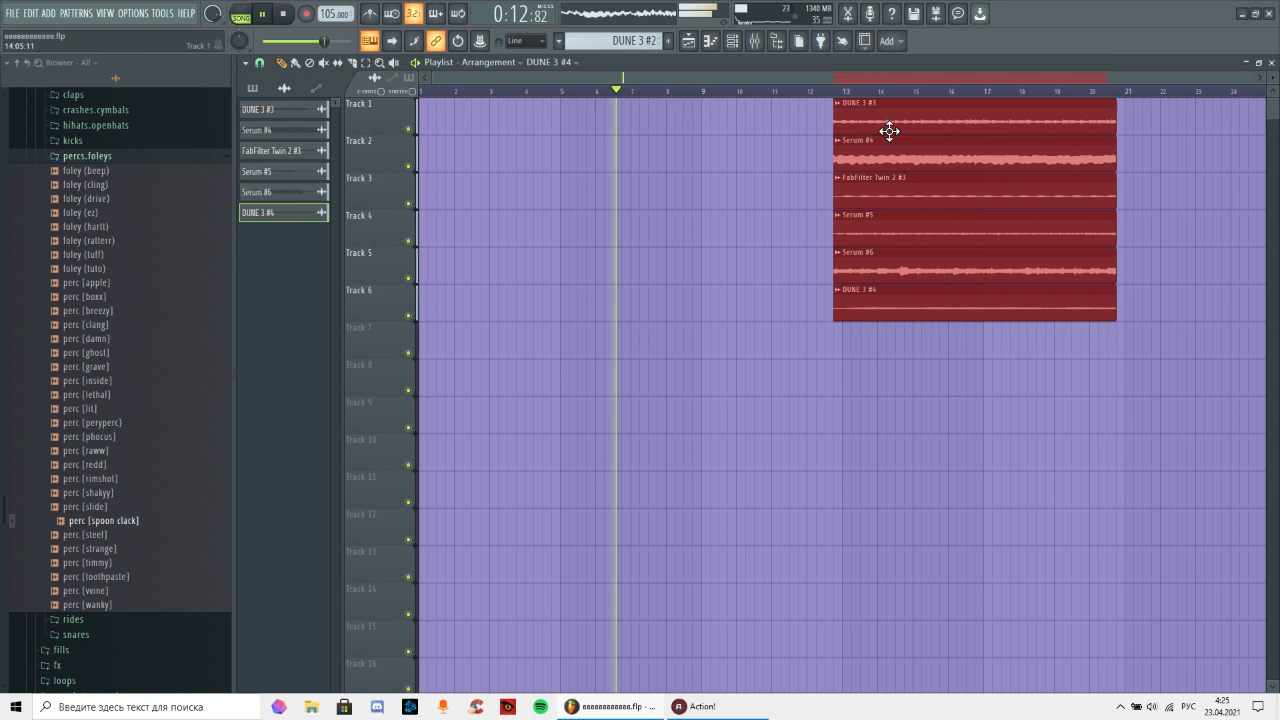 FILE EDIT ADD PATTERNS VIEW OPTIONS TOOLS HELP
SONG
105.000
3.2
0:12.82
23
1340 MB
35
вввввввввввв.flp
14:05:11
Track 1
Line
DUNE 3 #2
Add
Browser - All
Playlist - Arrangement - DUNE 3 #4
Z-CROSS
STRETCH
1 2 3 4 5 6 7 8 9 10 11 12 13 14 15 16 17 18 19 20 21 22 23 24
claps
crashes.cymbals
hihats.openhats
kicks
percs.foleys
foley (beep)
foley (cling)
foley (drive)
foley (ez)
foley (hartt)
foley (ratterr)
foley (tuff)
foley (tuto)
perc [apple]
perc [boxx]
perc [breezy]
perc [clang]
perc [damn]
perc [ghost]
perc [grave]
perc [inside]
perc [lethal]
perc [lit]
perc [peryperc]
perc [phocus]
perc [raww]
perc [redd]
perc [rimshot]
perc [shakyy]
perc [slide]
perc [spoon clack]
perc [steel]
perc [strange]
perc [timmy]
perc [toothpaste]
perc [vvine]
perc [wanky]
rides
snares
fills
fx
loops
DUNE 3 #3
Serum #4
FabFilter Twin 2 #3
Serum #5
Serum #6
DUNE 3 #4
Track 1
Track 2
Track 3
Track 4
Track 5
Track 6
Track 7
Track 8
Track 9
Track 10
Track 11
Track 12
Track 13
Track 14
Track 15
Track 16
DUNE 3 #3
Serum #4
FabFilter Twin 2 #3
Serum #5
Serum #6
DUNE 3 #4
Введите здесь текст для поиска
вввввввввввв.flp - ...
Action!
РУС
4:25
23.04.2021